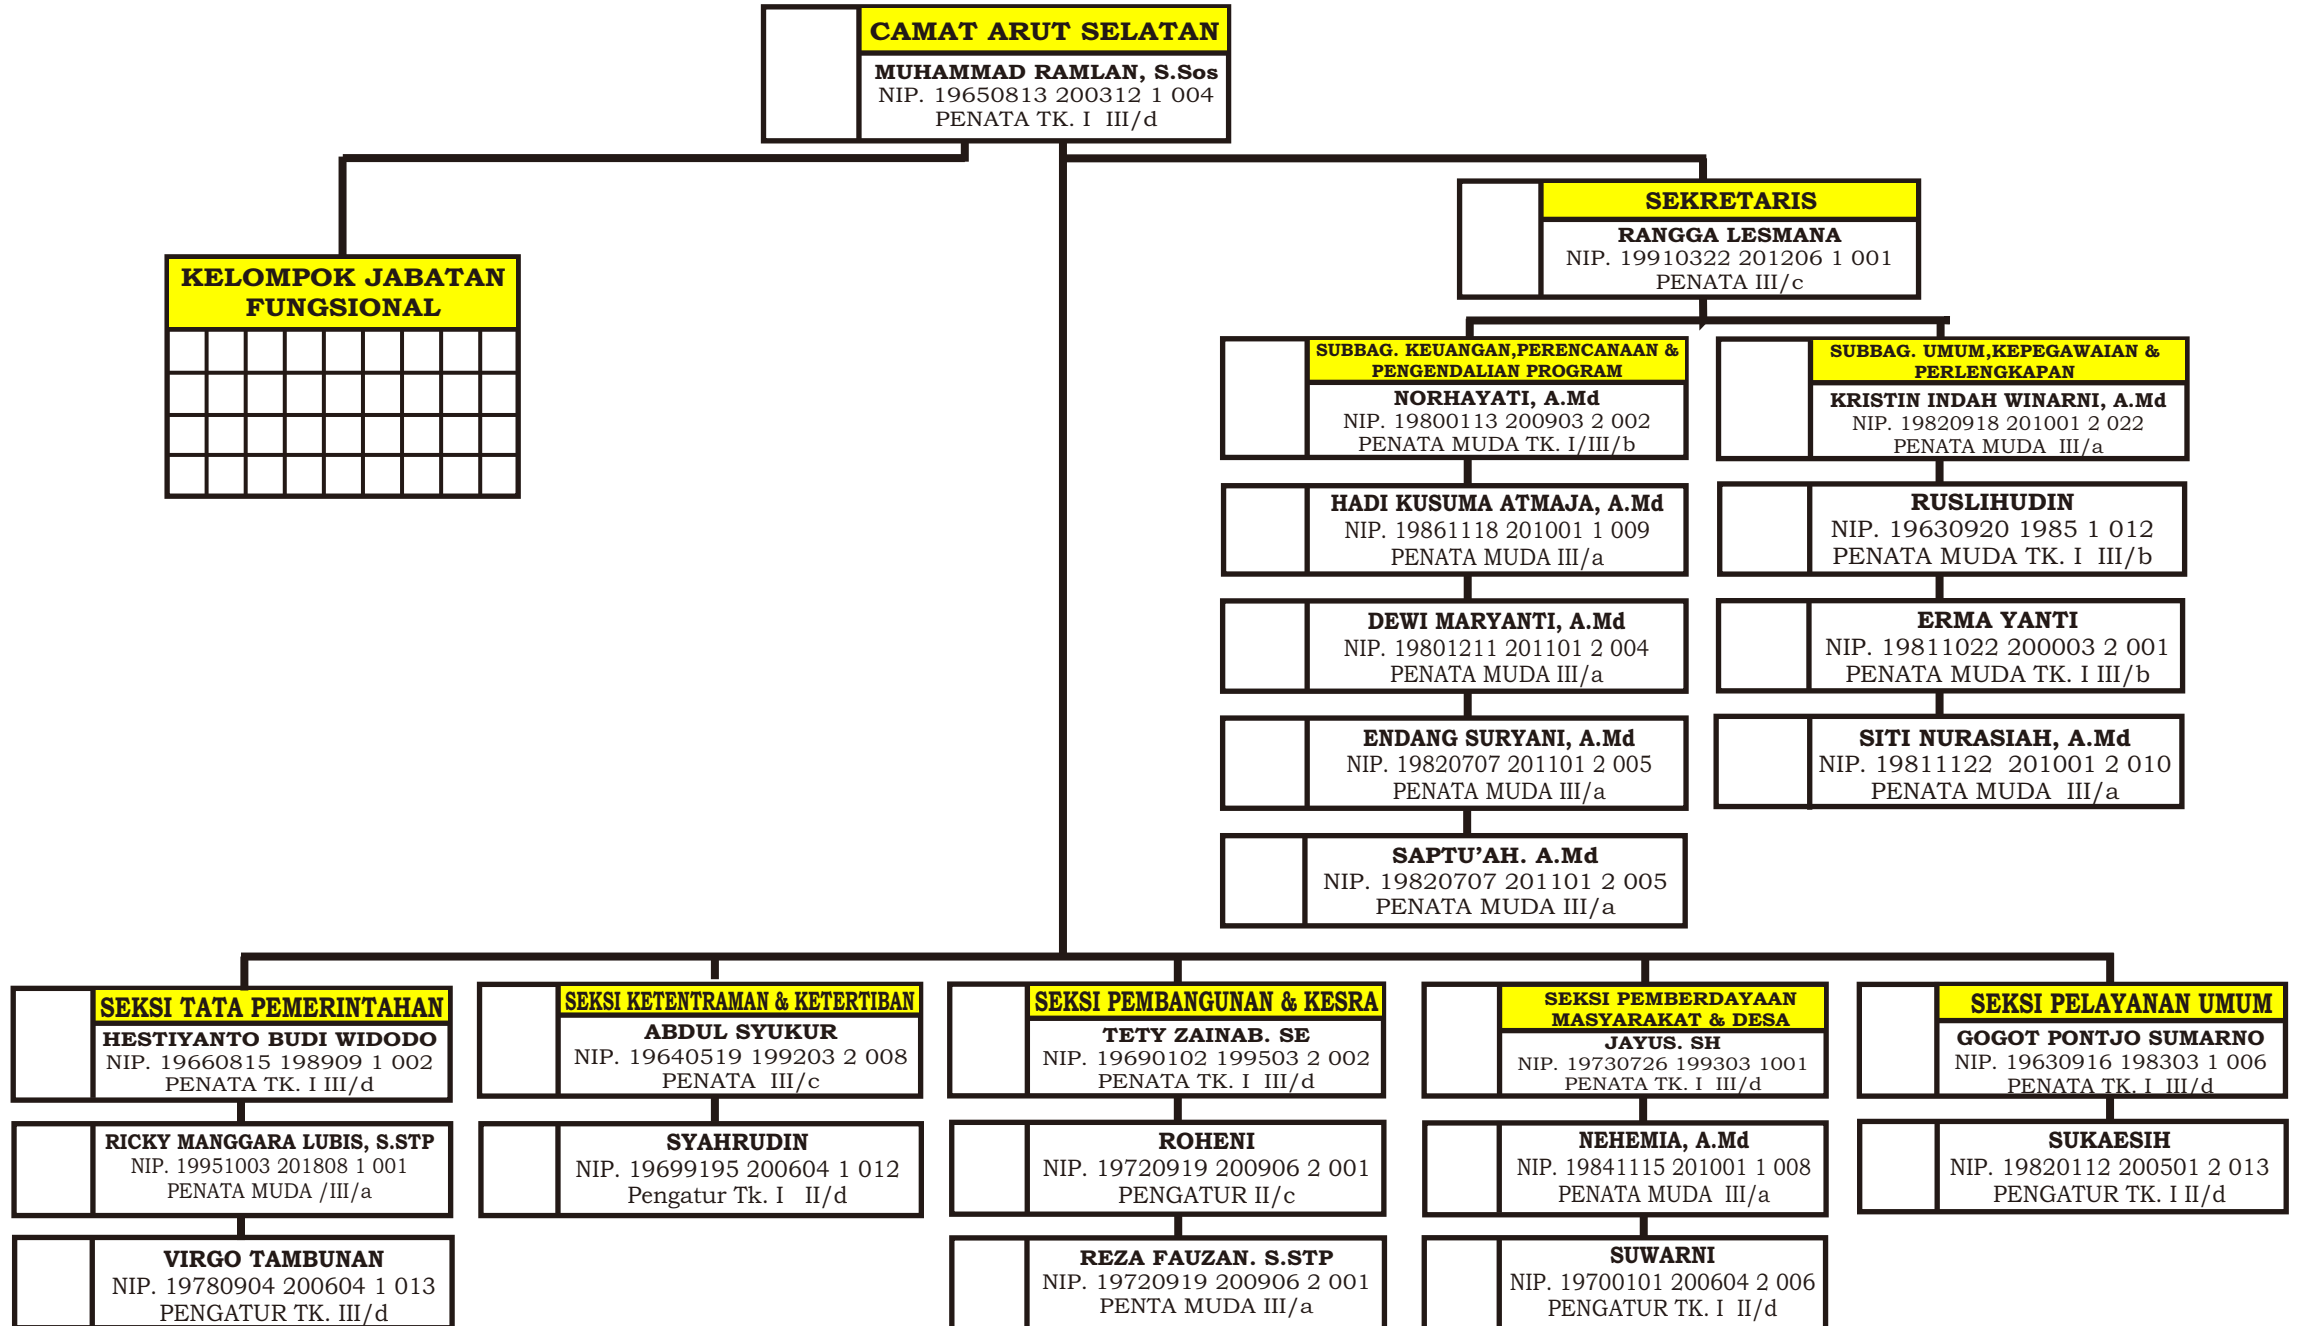 CAMAT ARUT SELATAN
MUHAMMAD RAMLAN, S.Sos
NIP. 19650813 200312 1 004
PENATA TK. I  III/d
SEKRETARIS
RANGGA LESMANA
NIP. 19910322 201206 1 001
PENATA III/c
KELOMPOK JABATAN
FUNGSIONAL
SUBBAG. KEUANGAN,PERENCANAAN &
PENGENDALIAN PROGRAM
NORHAYATI, A.Md
NIP. 19800113 200903 2 002
PENATA MUDA TK. I/III/b
HADI KUSUMA ATMAJA, A.Md
NIP. 19861118 201001 1 009
PENATA MUDA III/a
DEWI MARYANTI, A.Md
NIP. 19801211 201101 2 004
PENATA MUDA III/a
ENDANG SURYANI, A.Md
NIP. 19820707 201101 2 005
PENATA MUDA III/a
SAPTU’AH. A.Md
NIP. 19820707 201101 2 005
PENATA MUDA III/a
SUBBAG. UMUM,KEPEGAWAIAN &
PERLENGKAPAN
KRISTIN INDAH WINARNI, A.Md
NIP. 19820918 201001 2 022
PENATA MUDA  III/a
RUSLIHUDIN
NIP. 19630920 1985 1 012
PENATA MUDA TK. I  III/b
ERMA YANTI
NIP. 19811022 200003 2 001
PENATA MUDA TK. I III/b
SITI NURASIAH, A.Md
NIP. 19811122  201001 2 010
PENATA MUDA  III/a
SEKSI TATA PEMERINTAHAN
HESTIYANTO BUDI WIDODO
NIP. 19660815 198909 1 002
PENATA TK. I III/d
RICKY MANGGARA LUBIS, S.STP
NIP. 19951003 201808 1 001
PENATA MUDA /III/a
VIRGO TAMBUNAN
NIP. 19780904 200604 1 013
PENGATUR TK. III/d
SEKSI KETENTRAMAN & KETERTIBAN
ABDUL SYUKUR
NIP. 19640519 199203 2 008
PENATA  III/c
SYAHRUDIN
NIP. 19699195 200604 1 012
Pengatur Tk. I   II/d
SEKSI PEMBANGUNAN & KESRA
TETY ZAINAB. SE
NIP. 19690102 199503 2 002
PENATA TK. I  III/d
ROHENI
NIP. 19720919 200906 2 001
PENGATUR II/c
REZA FAUZAN. S.STP
NIP. 19720919 200906 2 001
PENTA MUDA III/a
SEKSI PEMBERDAYAAN
MASYARAKAT & DESA
JAYUS. SH
NIP. 19730726 199303 1001
PENATA TK. I  III/d
NEHEMIA, A.Md
NIP. 19841115 201001 1 008
PENATA MUDA  III/a
SUWARNI
NIP. 19700101 200604 2 006
PENGATUR TK. I  II/d
SEKSI PELAYANAN UMUM
GOGOT PONTJO SUMARNO
NIP. 19630916 198303 1 006
PENATA TK. I  III/d
SUKAESIH
NIP. 19820112 200501 2 013
PENGATUR TK. I II/d